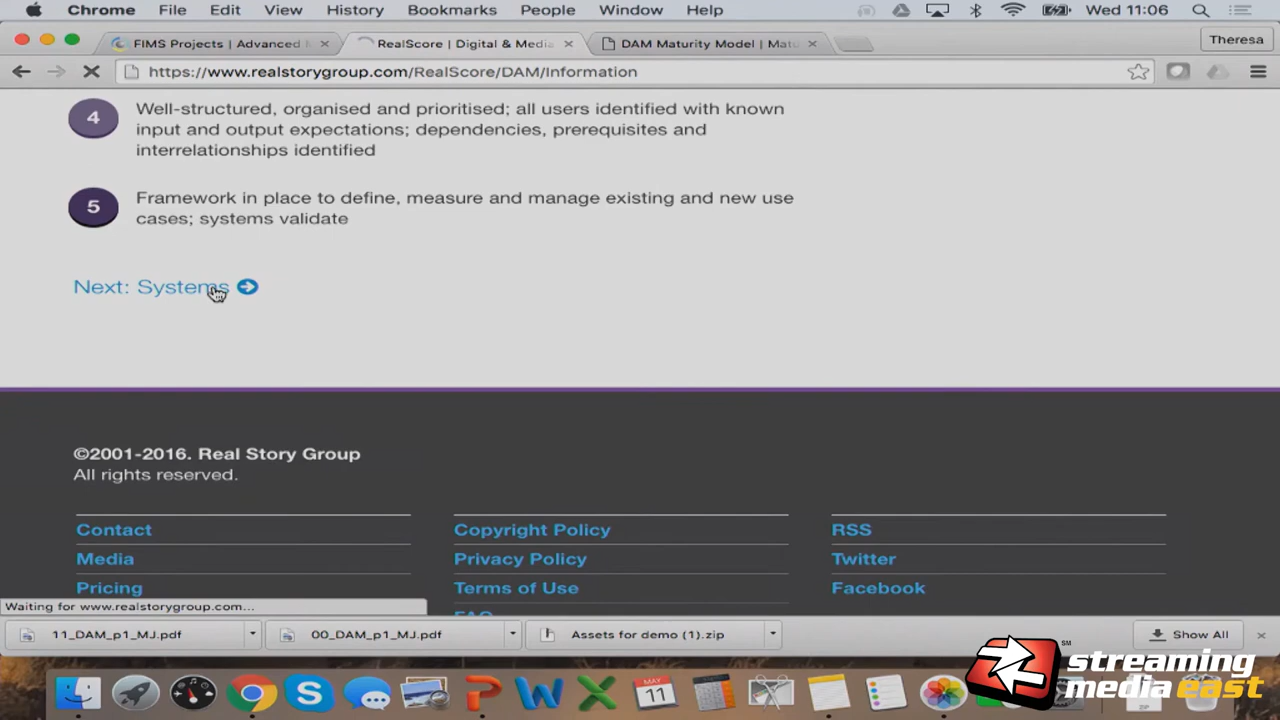 Chrome File Edit View History Bookmarks People Window Help Wed 11:06
FIMS Projects | Advanced
RealScore | Digital & Media
DAM Maturity Model | Matu
Theresa
https://www.realstorygroup.com/RealScore/DAM/Information
4
Well-structured, organised and prioritised; all users identified with known
input and output expectations; dependencies, prerequisites and
interrelationships identified
5
Framework in place to define, measure and manage existing and new use
cases; systems validate
Next: Systems
©2001-2016. Real Story Group
All rights reserved.
Contact Copyright Policy RSS
Media Privacy Policy Twitter
Pricing Terms of Use Facebook
FAQ
Waiting for www.realstorygroup.com...
11_DAM_p1_MJ.pdf 00_DAM_p1_MJ.pdf Assets for demo (1).zip Show All
MAY
11
streaming SM
media east